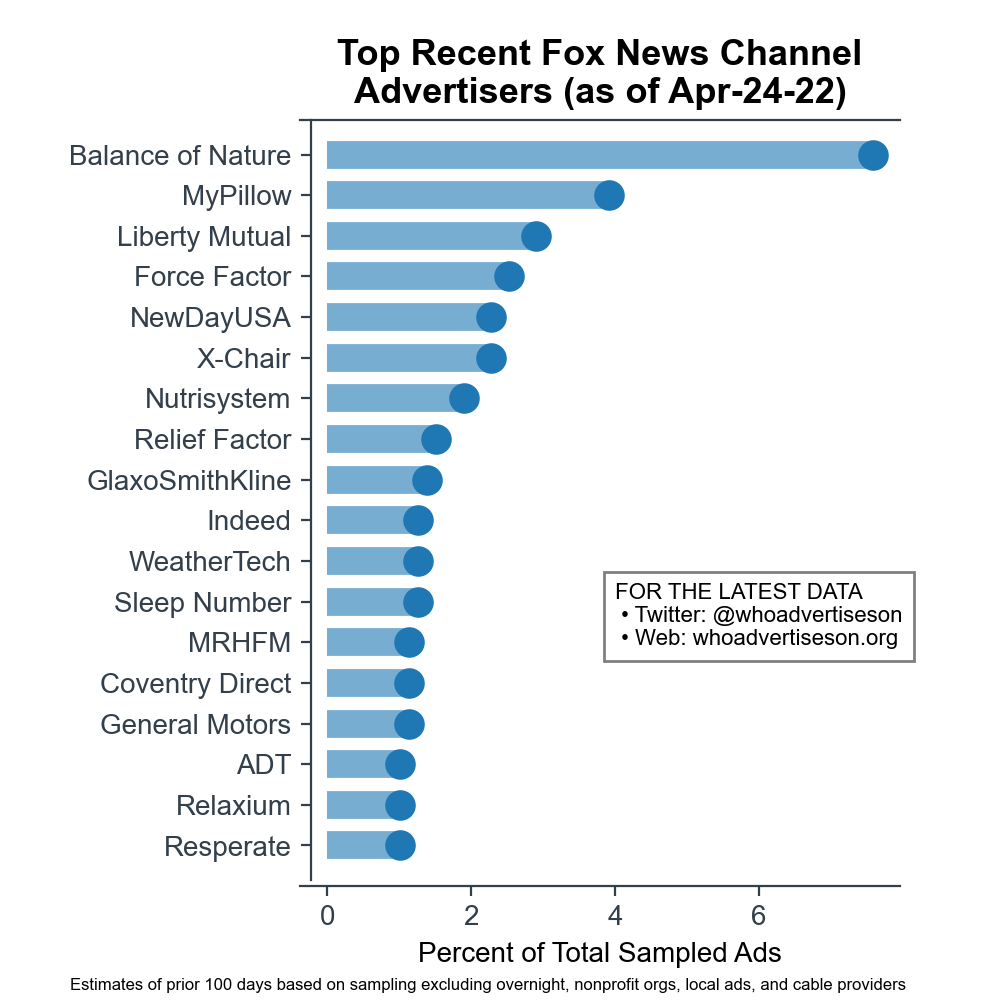 Top Recent Fox News Channel
Advertisers (as of Apr-24-22)
Balance of Nature
MyPillow
Liberty Mutual
Force Factor
NewDayUSA
X-Chair
Nutrisystem
Relief Factor
GlaxoSmithKline
Indeed
WeatherTech
Sleep Number
MRHFM
Coventry Direct
General Motors
ADT
Relaxium
Resperate
FOR THE LATEST DATA
• Twitter: @whoadvertiseson
• Web: whoadvertiseson.org
0 2 4 6
Percent of Total Sampled Ads
Estimates of prior 100 days based on sampling excluding overnight, nonprofit orgs, local ads, and cable providers